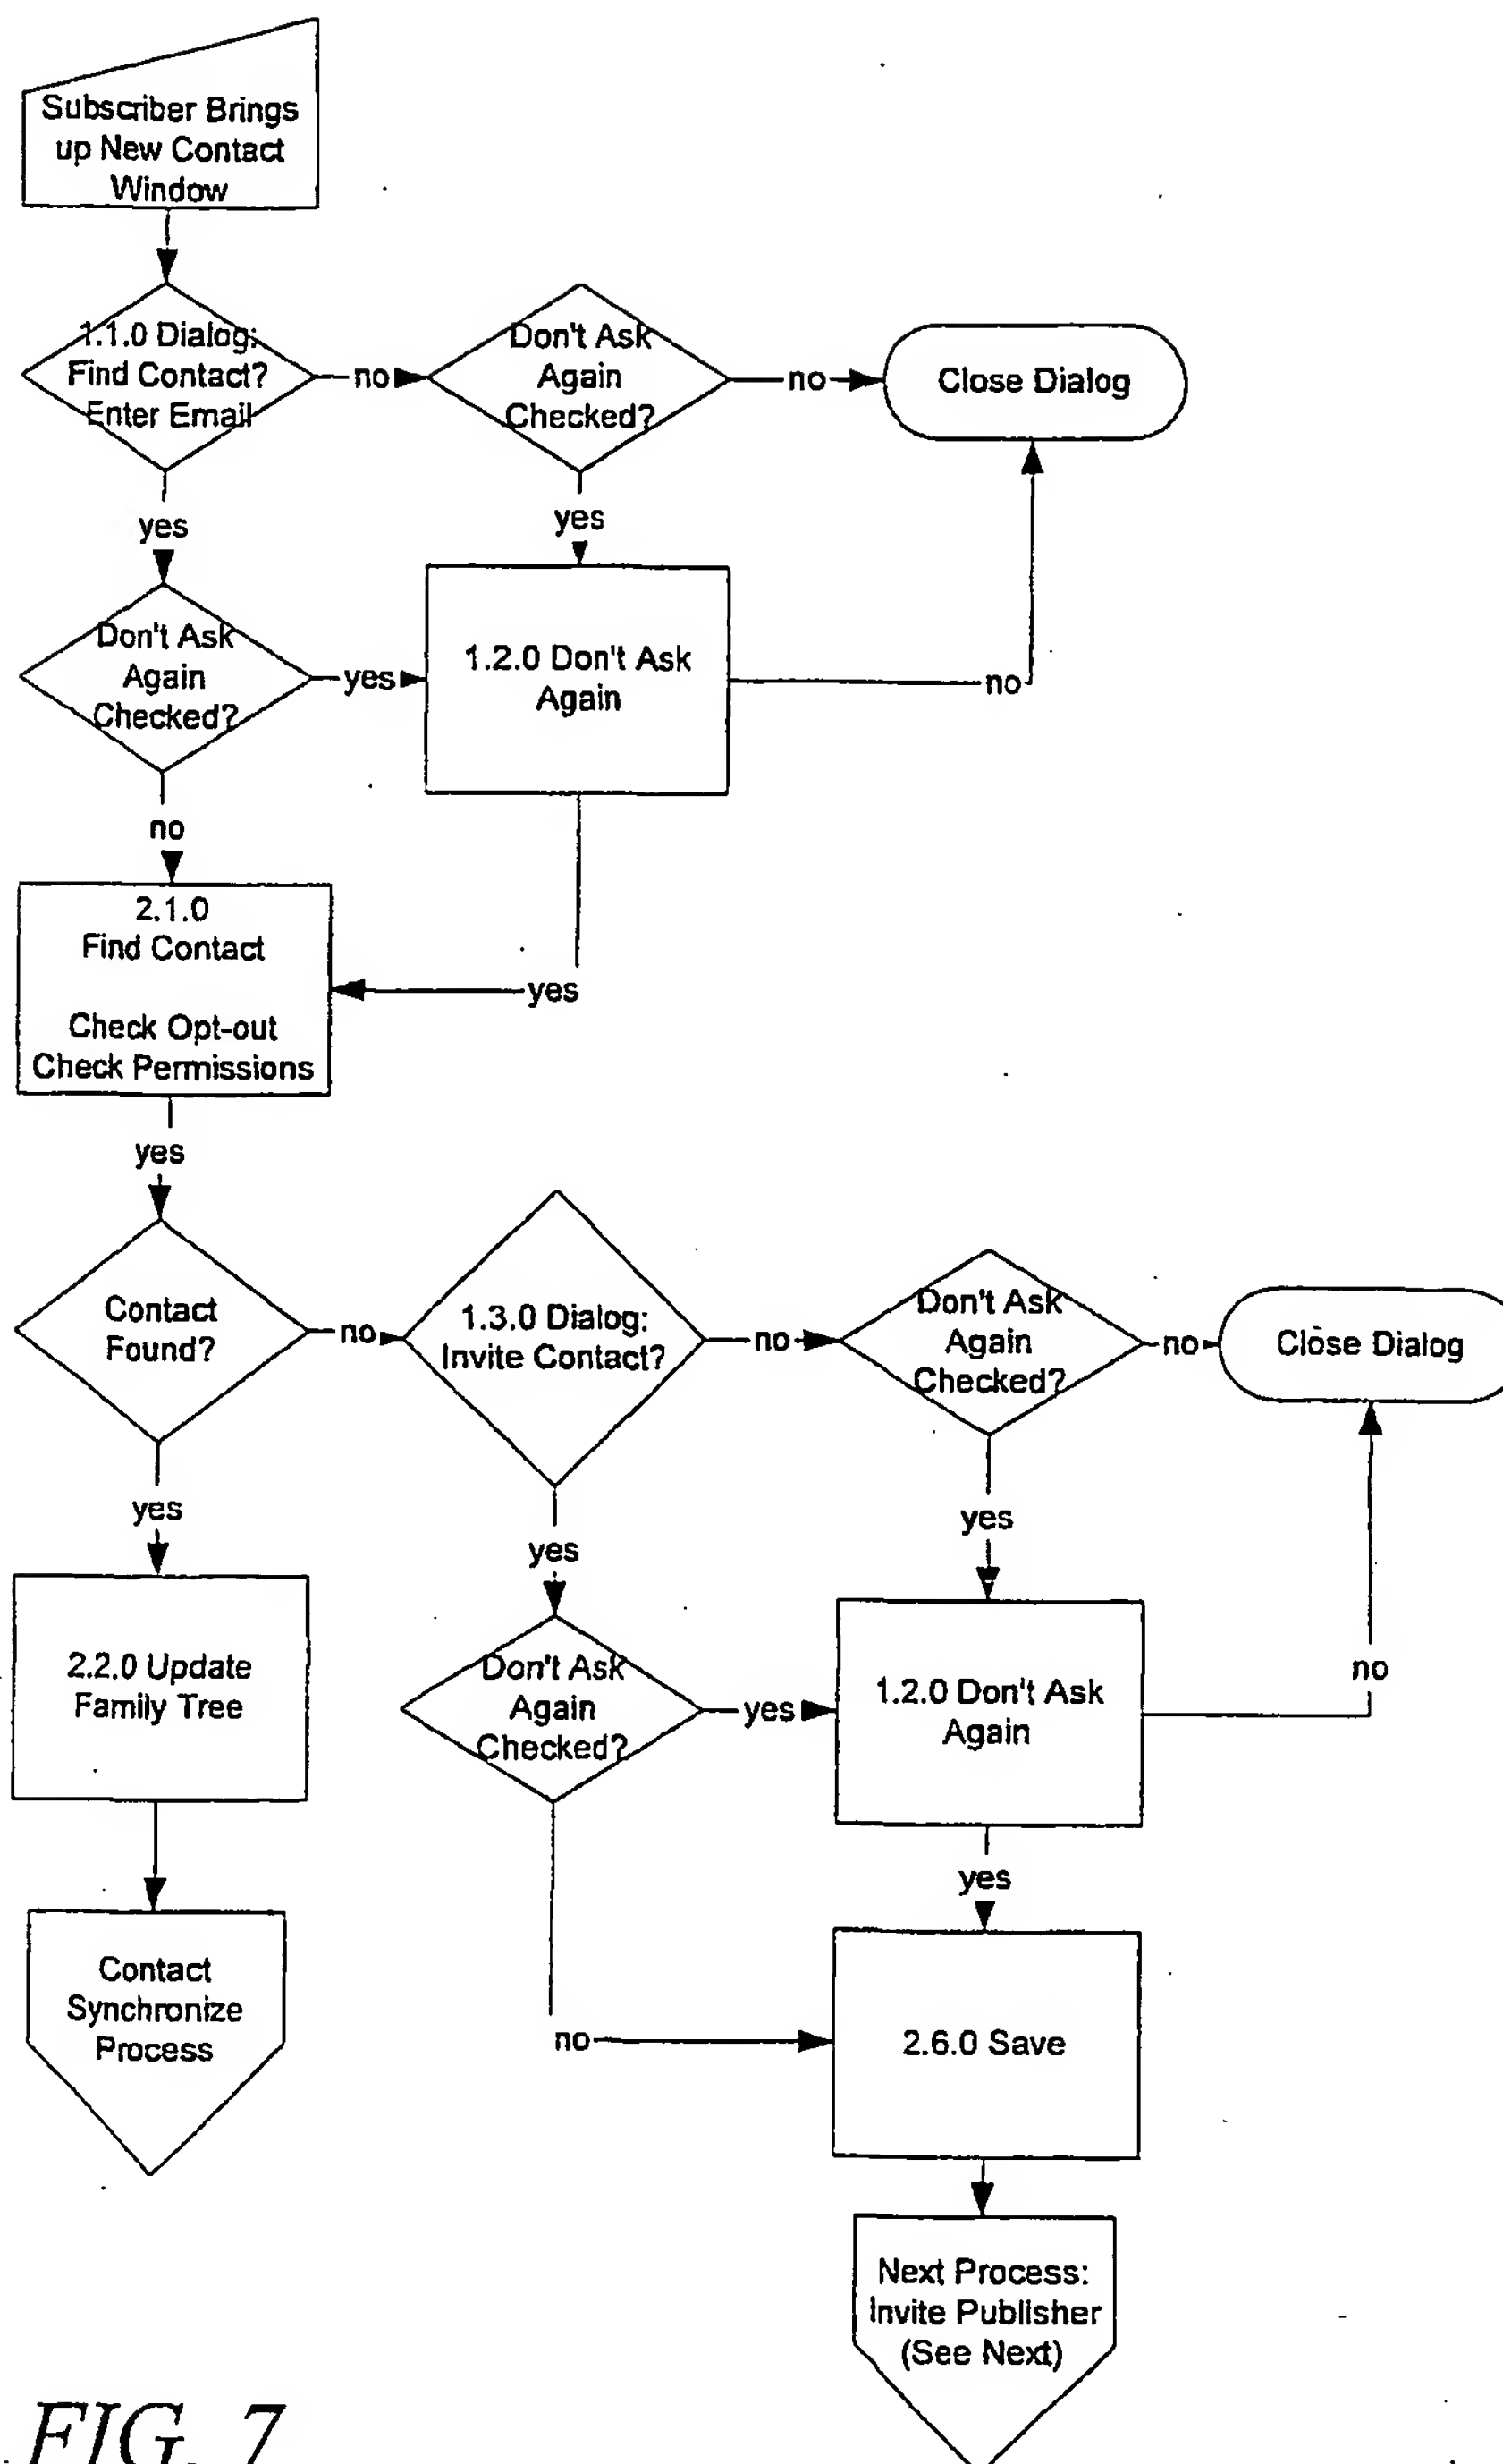 Subscriber Brings
up New Contact
Window
1.1.0 Dialog:
Find Contact?
Enter Email
no
Don't Ask
Again
Checked?
no
Close Dialog
yes
yes
Don't Ask
Again
Checked?
yes
1.2.0 Don't Ask
Again
no
no
yes
2.1.0
Find Contact
Check Opt-out
Check Permissions
yes
Contact
Found?
no
1.3.0 Dialog:
Invite Contact?
no
Don't Ask
Again
Checked?
no
Close Dialog
yes
yes
yes
2.2.0 Update
Family Tree
Don't Ask
Again
Checked?
yes
1.2.0 Don't Ask
Again
no
yes
Contact
Synchronize
Process
no
2.6.0 Save
Next Process:
Invite Publisher
(See Next)
FIG. 7